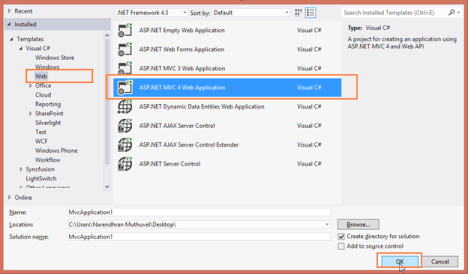 Recent
.NET Framework 4.5 Sort by: Default Search Installed Templates (Ctrl+E)
Installed
Templates
Visual C#
Windows Store
Windows
Web
Office
Cloud
Reporting
SharePoint
Silverlight
Test
WCF
Windows Phone
Workflow
LightSwitch
Other Languages
Online
ASP.NET Empty Web Application Visual C#
ASP.NET Web Forms Application Visual C#
ASP.NET MVC 3 Web Application Visual C#
ASP.NET MVC 4 Web Application Visual C#
ASP.NET Dynamic Data Entities Web Application Visual C#
ASP.NET AJAX Server Control Visual C#
ASP.NET AJAX Server Control Extender Visual C#
ASP.NET Server Control Visual C#
Type: Visual C#
A project for creating an application using
ASP.NET MVC 4 and Web API
Name: MvcApplication1
Location: C:\Users\Narendhran Muthuvel\Desktop\ Browse...
Solution name: MvcApplication1 Create directory for solution
Add to source control
OK Cancel